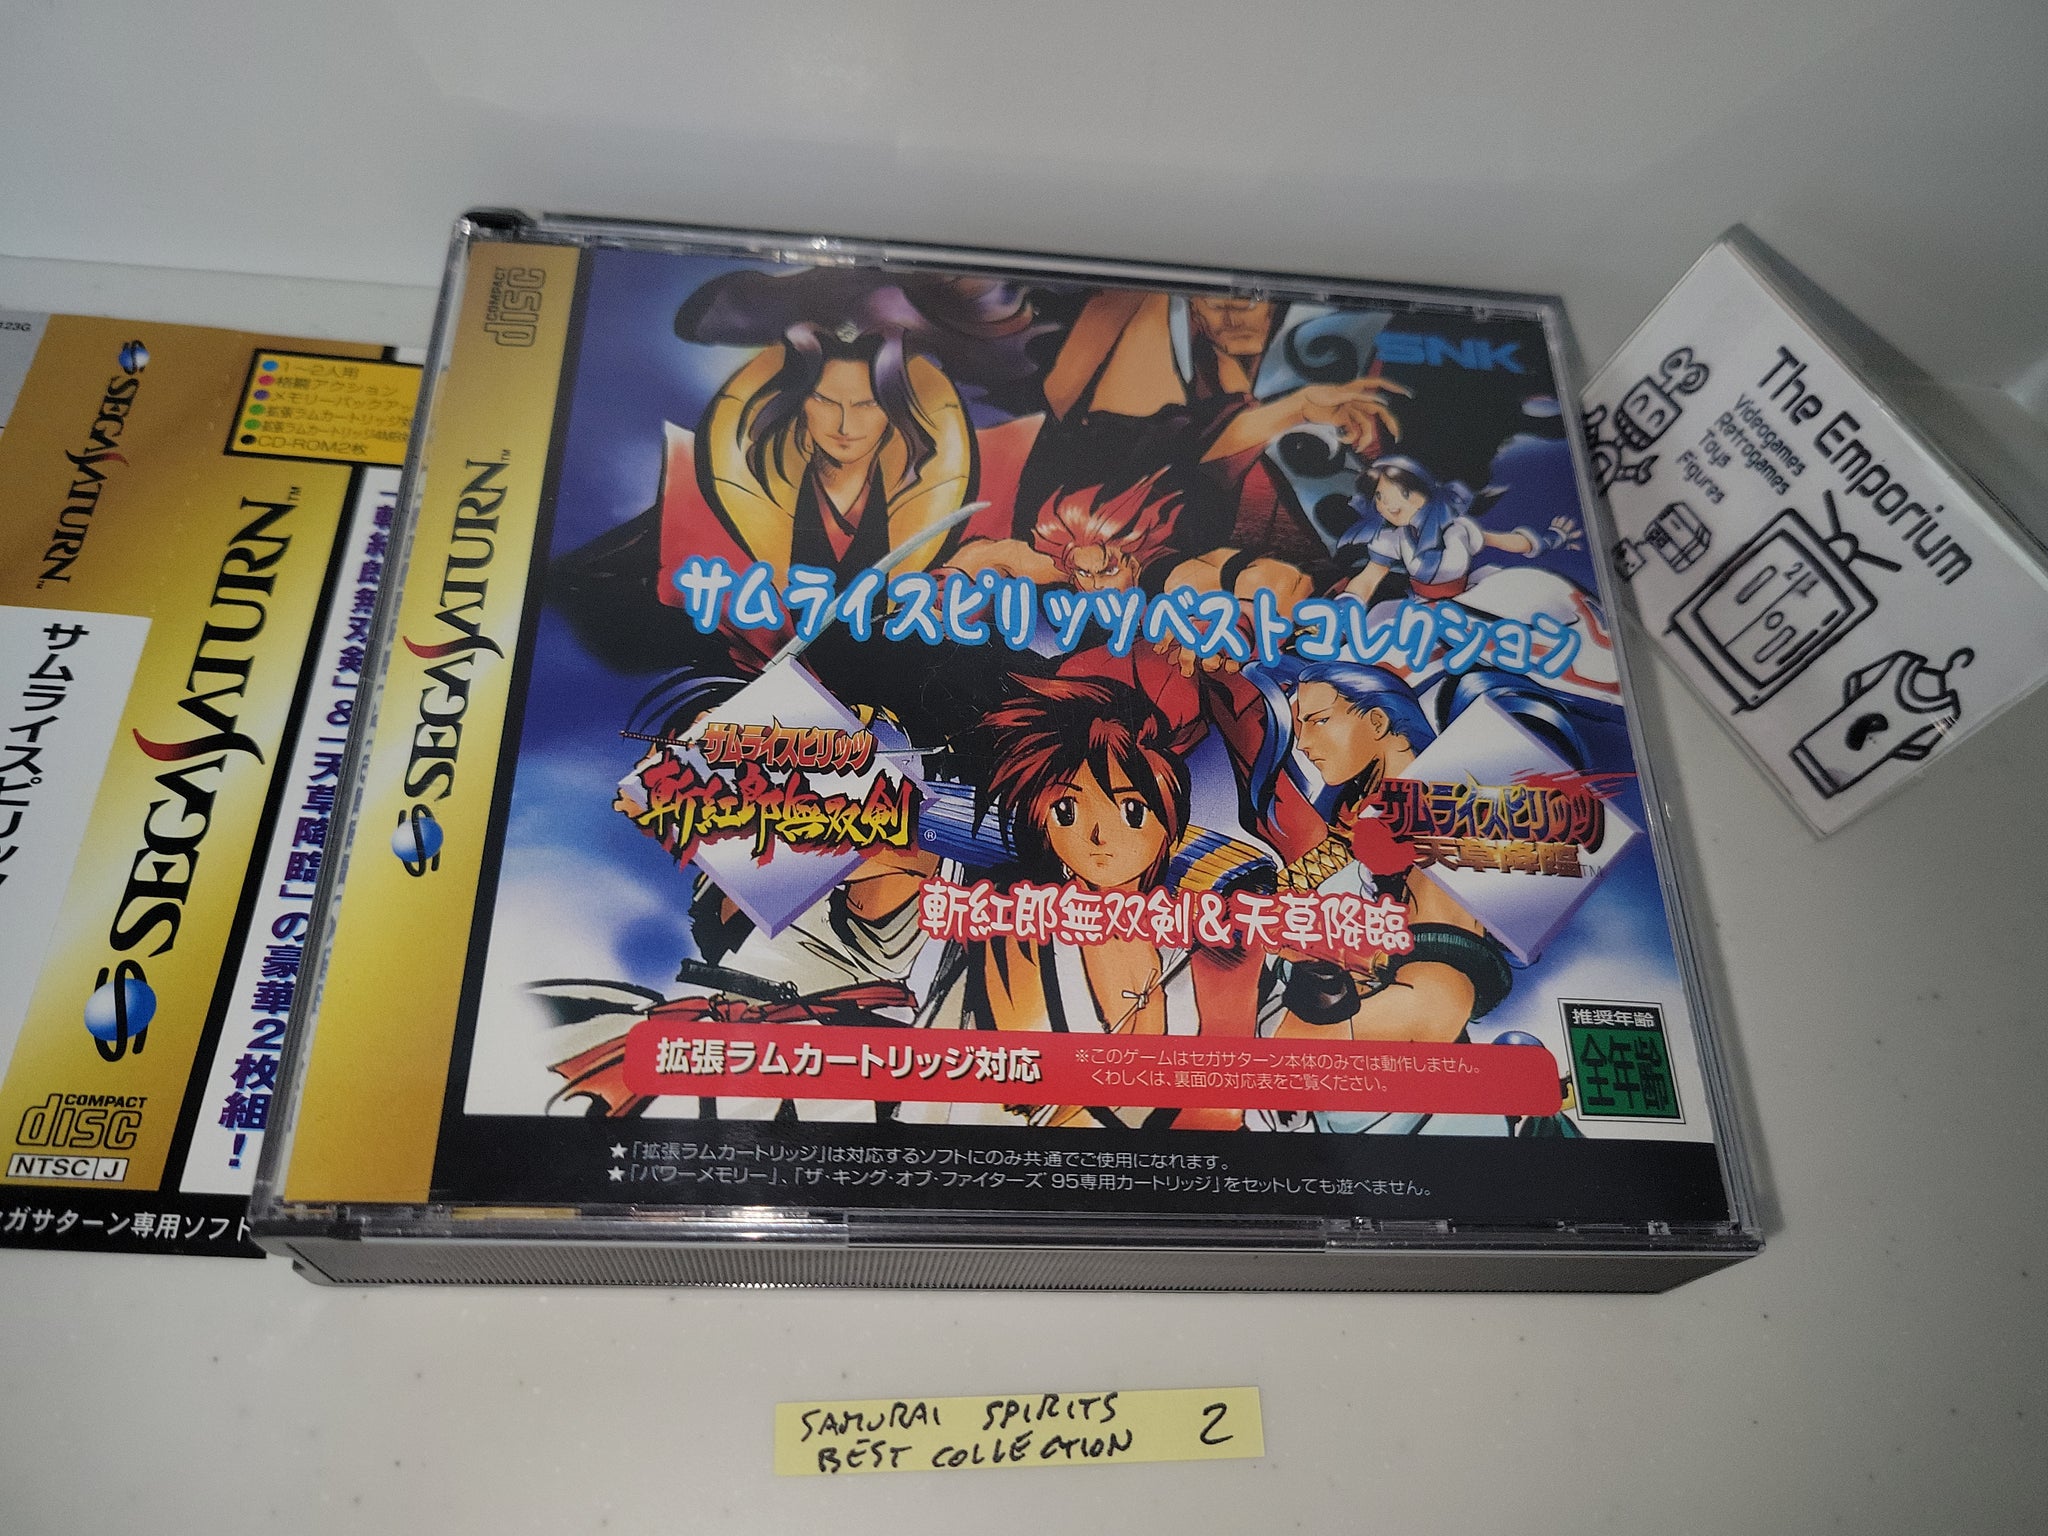 123G
SEGA SATURN™
サムライスピリッツ
1〜2人用
格闘アクション
メモリーバックアッ
拡張ラムカートリッジ
CD-ROM2枚
SEGA SATURN™
「斬紅郎無双剣」&「天草降臨」の豪華2枚組!
COMPACT
disc
NTSC J
ガサターン専用ソフト
COMPACT
disc
SEGA SATURN™
SNK
サムライスピリッツベストコレクション
サムライスピリッツ
斬紅郎無双剣®
サムライスピリッツ
天草降臨™
斬紅郎無双剣&天草降臨
拡張ラムカートリッジ対応
※このゲームはセガサターン本体のみでは動作しません。
くわしくは、裏面の対応表をご覧ください。
推奨年齢
全年齢
★「拡張ラムカートリッジ」は対応するソフトにのみ共通でご使用になれます。
★「パワーメモリー」、「ザ・キング・オブ・ファイターズ'95専用カートリッジ」をセットしても遊べません。
The Emporium
Videogames
Retrogames
Toys
Figures
SAMURAI SPIRITS 2
BEST COLLECTION